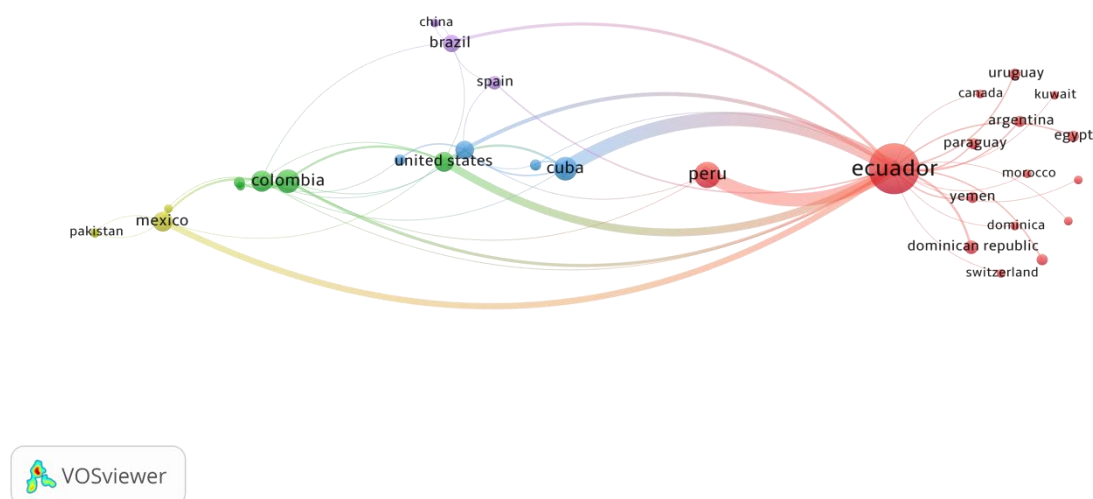 china
brazil
spain
uruguay
canada
kuwait
argentina
egypt
paraguay
united states
cuba
peru
ecuador
morocco
colombia
yemen
mexico
pakistan
dominica
dominican republic
switzerland
VOSviewer